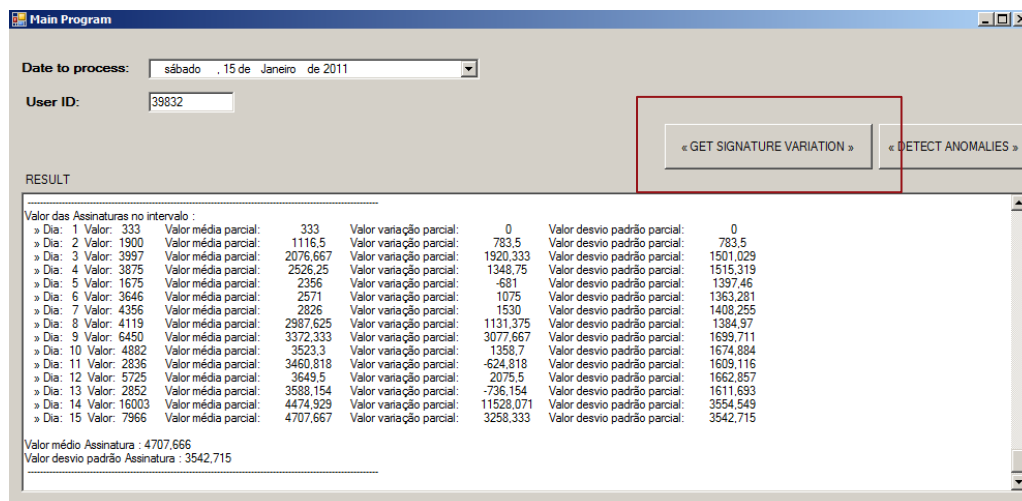 Main Program
Date to process: sábado , 15 de Janeiro de 2011
User ID: 39832
« GET SIGNATURE VARIATION » « DETECT ANOMALIES »
RESULT
Valor das Assinaturas no intervalo :
» Dia: 1 Valor: 333 Valor média parcial: 333 Valor variação parcial: 0 Valor desvio padrão parcial: 0
» Dia: 2 Valor: 1900 Valor média parcial: 1116,5 Valor variação parcial: 783,5 Valor desvio padrão parcial: 783,5
» Dia: 3 Valor: 3997 Valor média parcial: 2076,667 Valor variação parcial: 1920,333 Valor desvio padrão parcial: 1501,029
» Dia: 4 Valor: 3875 Valor média parcial: 2526,25 Valor variação parcial: 1348,75 Valor desvio padrão parcial: 1515,319
» Dia: 5 Valor: 1675 Valor média parcial: 2356 Valor variação parcial: -681 Valor desvio padrão parcial: 1397,46
» Dia: 6 Valor: 3646 Valor média parcial: 2571 Valor variação parcial: 1075 Valor desvio padrão parcial: 1363,281
» Dia: 7 Valor: 4356 Valor média parcial: 2826 Valor variação parcial: 1530 Valor desvio padrão parcial: 1408,255
» Dia: 8 Valor: 4119 Valor média parcial: 2987,625 Valor variação parcial: 1131,375 Valor desvio padrão parcial: 1384,97
» Dia: 9 Valor: 6450 Valor média parcial: 3372,333 Valor variação parcial: 3077,667 Valor desvio padrão parcial: 1699,711
» Dia: 10 Valor: 4882 Valor média parcial: 3523,3 Valor variação parcial: 1358,7 Valor desvio padrão parcial: 1674,884
» Dia: 11 Valor: 2836 Valor média parcial: 3460,818 Valor variação parcial: -624,818 Valor desvio padrão parcial: 1609,116
» Dia: 12 Valor: 5725 Valor média parcial: 3649,5 Valor variação parcial: 2075,5 Valor desvio padrão parcial: 1662,857
» Dia: 13 Valor: 2852 Valor média parcial: 3588,154 Valor variação parcial: -736,154 Valor desvio padrão parcial: 1611,693
» Dia: 14 Valor: 16003 Valor média parcial: 4474,929 Valor variação parcial: 11528,071 Valor desvio padrão parcial: 3554,549
» Dia: 15 Valor: 7966 Valor média parcial: 4707,667 Valor variação parcial: 3258,333 Valor desvio padrão parcial: 3542,715
Valor médio Assinatura : 4707,666
Valor desvio padrão Assinatura : 3542,715